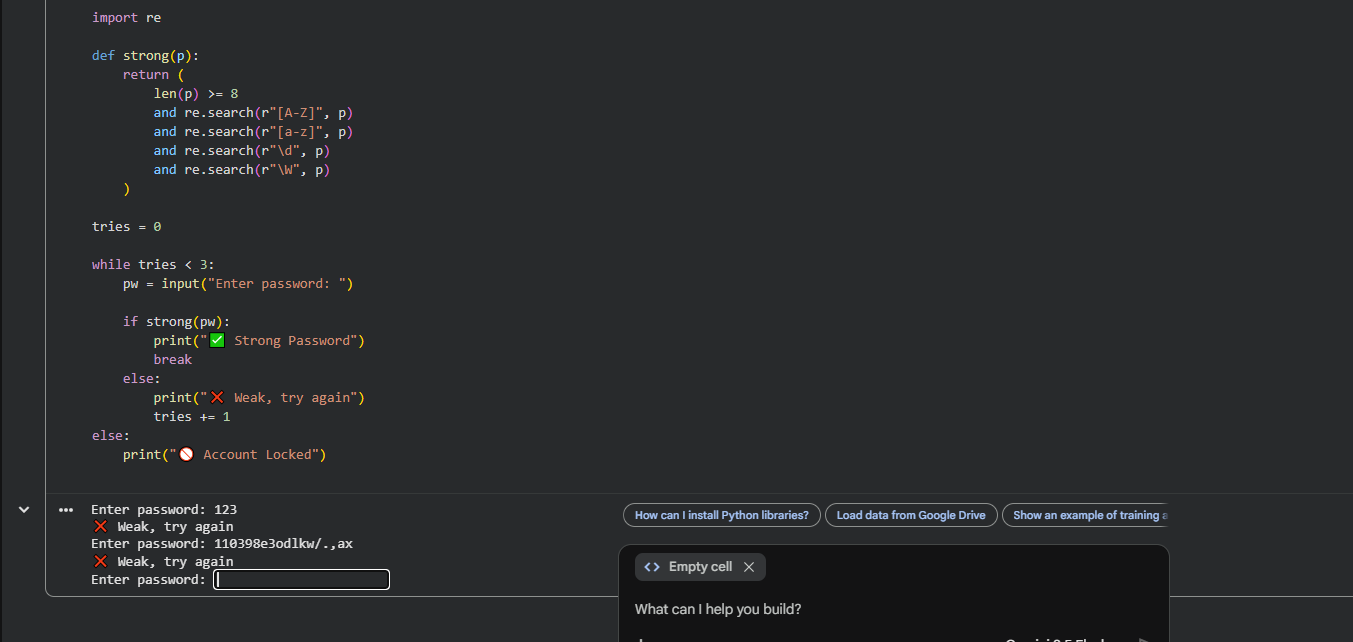 import re
def strong(p):
    return (
        len(p) >= 8
        and re.search(r"[A-Z]", p)
        and re.search(r"[a-z]", p)
        and re.search(r"\d", p)
        and re.search(r"\W", p)
    )
tries = 0
while tries < 3:
    pw = input("Enter password: ")
    if strong(pw):
        print("✅ Strong Password")
        break
    else:
        print("❌ Weak, try again")
        tries += 1
else:
    print("🚫 Account Locked")
Enter password: 123
❌ Weak, try again
Enter password: 110398e3odlkw/.,ax
❌ Weak, try again
Enter password:
How can I install Python libraries? Load data from Google Drive Show an example of training
Empty cell
What can I help you build?